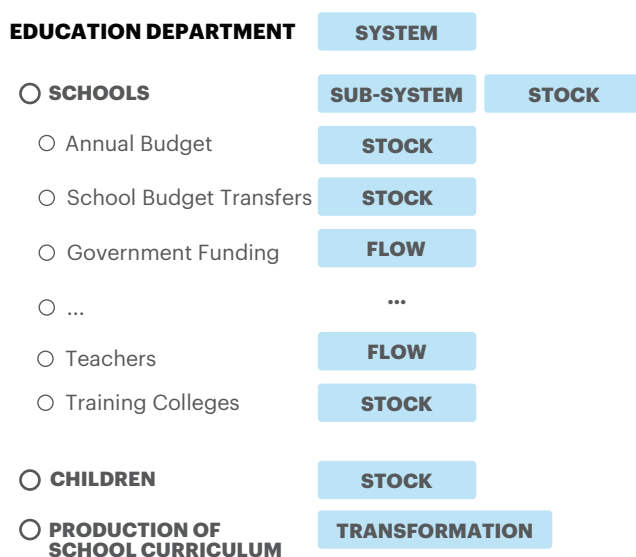 EDUCATION DEPARTMENT SYSTEM
SCHOOLS SUB-SYSTEM STOCK
Annual Budget STOCK
School Budget Transfers STOCK
Government Funding FLOW
... ...
Teachers FLOW
Training Colleges STOCK
CHILDREN STOCK
PRODUCTION OF TRANSFORMATION
SCHOOL CURRICULUM